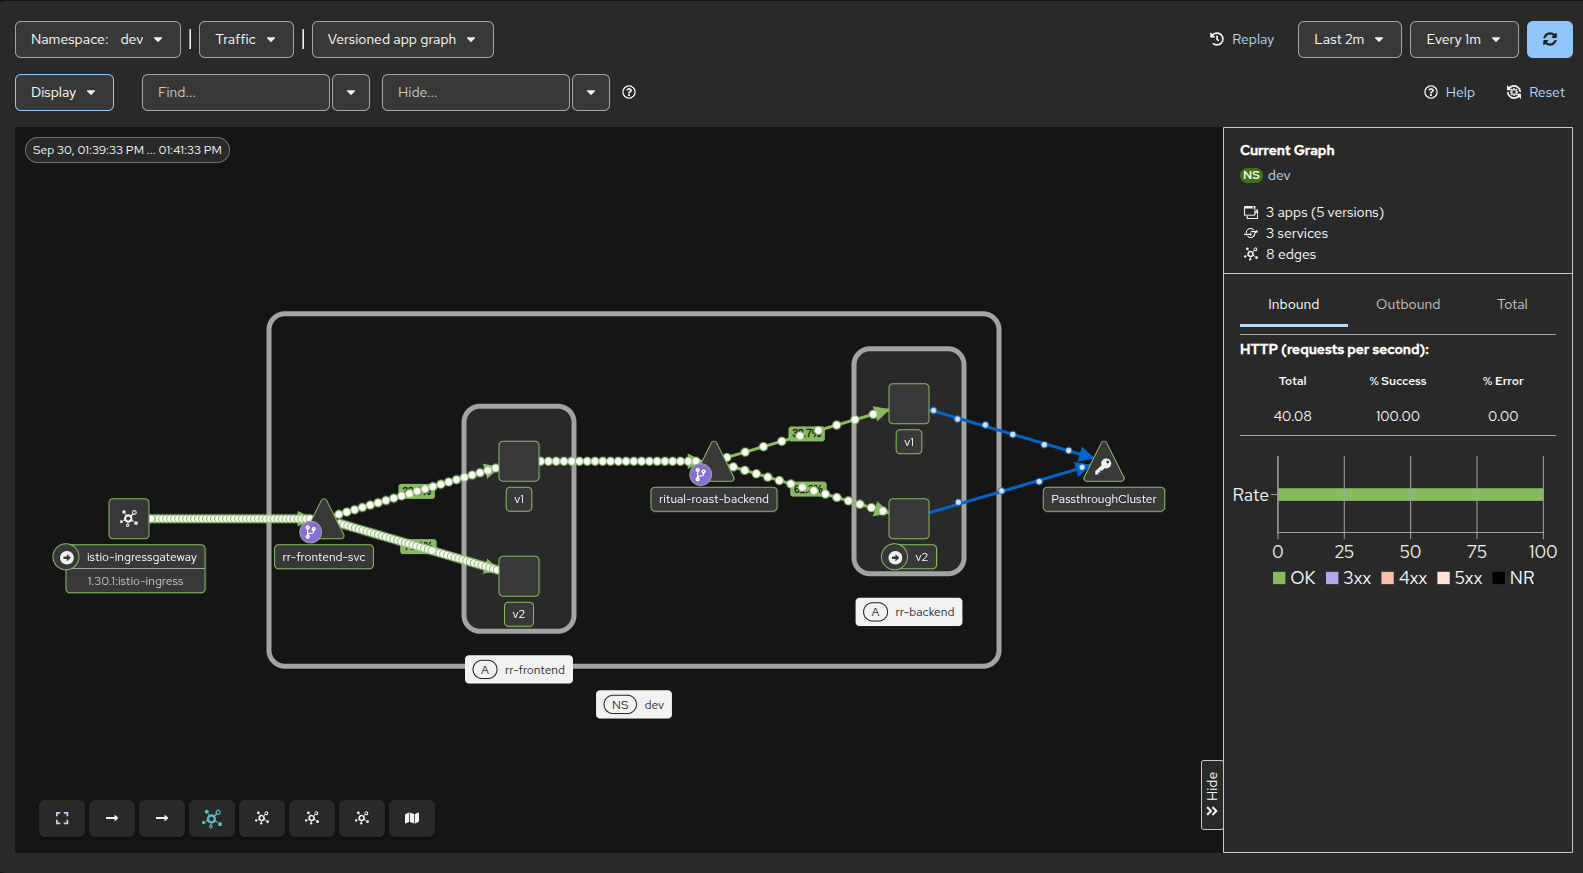 Namespace: dev
Traffic
Versioned app graph
Replay
Last 2m
Every 1m
Display
Find...
Hide...
Help
Reset
Sep 30, 01:39:33 PM ... 01:41:33 PM
Current Graph
NS dev
3 apps (5 versions)
3 services
8 edges
Inbound
Outbound
Total
HTTP (requests per second):
Total
% Success
% Error
40.08
100.00
0.00
Rate
0
25
50
75
100
OK
3xx
4xx
5xx
NR
istio-ingressgateway
1.30.1:istio-ingress
rr-frontend-svc
v1
v2
A rr-frontend
ritual-roast-backend
v1
v2
A rr-backend
PassthroughCluster
NS dev
Hide